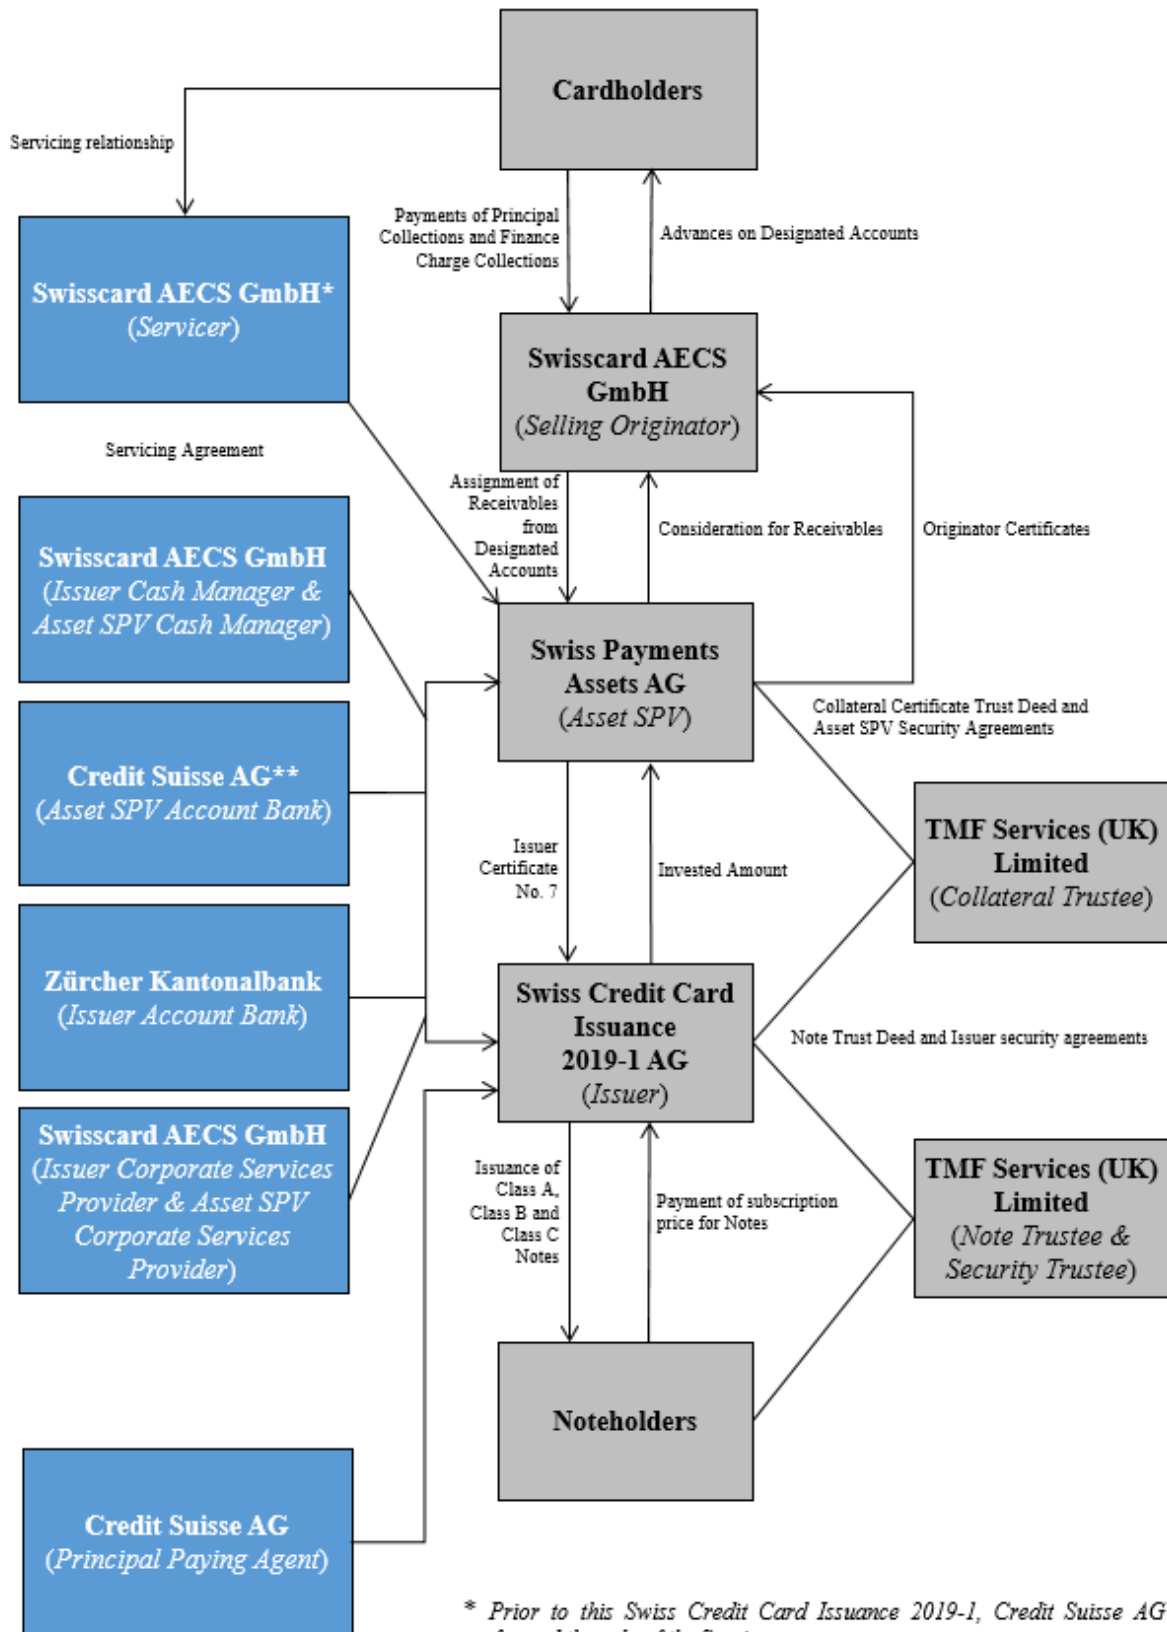 Cardholders
Servicing relationship
Payments of Principal
Collections and Finance
Charge Collections
Advances on Designated Accounts
Swisscard AECS GmbH*
(Servicer)
Swisscard AECS
GmbH
(Selling Originator)
Servicing Agreement
Assignment of
Receivables
from
Designated
Accounts
Consideration for Receivables
Originator Certificates
Swisscard AECS GmbH
(Issuer Cash Manager &
Asset SPV Cash Manager)
Swiss Payments
Assets AG
(Asset SPV)
Collateral Certificate Trust Deed and
Asset SPV Security Agreements
Credit Suisse AG**
(Asset SPV Account Bank)
TMF Services (UK)
Limited
(Collateral Trustee)
Issuer
Certificate
No. 7
Invested Amount
Zürcher Kantonalbank
(Issuer Account Bank)
Swiss Credit Card
Issuance
2019-1 AG
(Issuer)
Note Trust Deed and Issuer security agreements
Swisscard AECS GmbH
(Issuer Corporate Services
Provider & Asset SPV
Corporate Services
Provider)
Issuance of
Class A,
Class B and
Class C
Notes
Payment of subscription
price for Notes
TMF Services (UK)
Limited
(Note Trustee &
Security Trustee)
Noteholders
Credit Suisse AG
(Principal Paying Agent)
* Prior to this Swiss Credit Card Issuance 2019-1, Credit Suisse AG